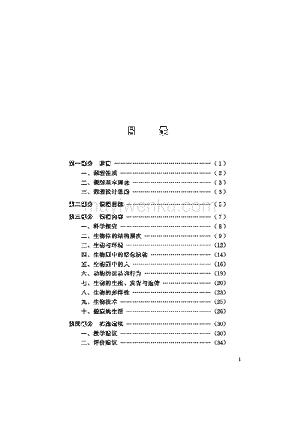 目 录
第一部分 前言 ……………………………… (1)
一、课程性质 ……………………………… (2)
二、课程基本理念 ……………………………… (3)
三、课程设计思路 ……………………………… (3)
第二部分 课程目标 ……………………………… (5)
第三部分 课程内容 ……………………………… (7)
一、科学探究 ……………………………… (8)
二、生物体的结构层次 ……………………………… (9)
三、生物与环境 ……………………………… (12)
四、生物圈中的绿色植物 ……………………………… (14)
五、生物圈中的人 ……………………………… (16)
六、动物的运动和行为 ……………………………… (19)
七、生物的生殖、发育与遗传 ……………………………… (20)
八、生物的多样性 ……………………………… (23)
九、生物技术 ……………………………… (25)
十、健康地生活 ……………………………… (26)
第四部分 实施建议 ……………………………… (30)
一、教学建议 ……………………………… (30)
二、评价建议 ……………………………… (34)
1